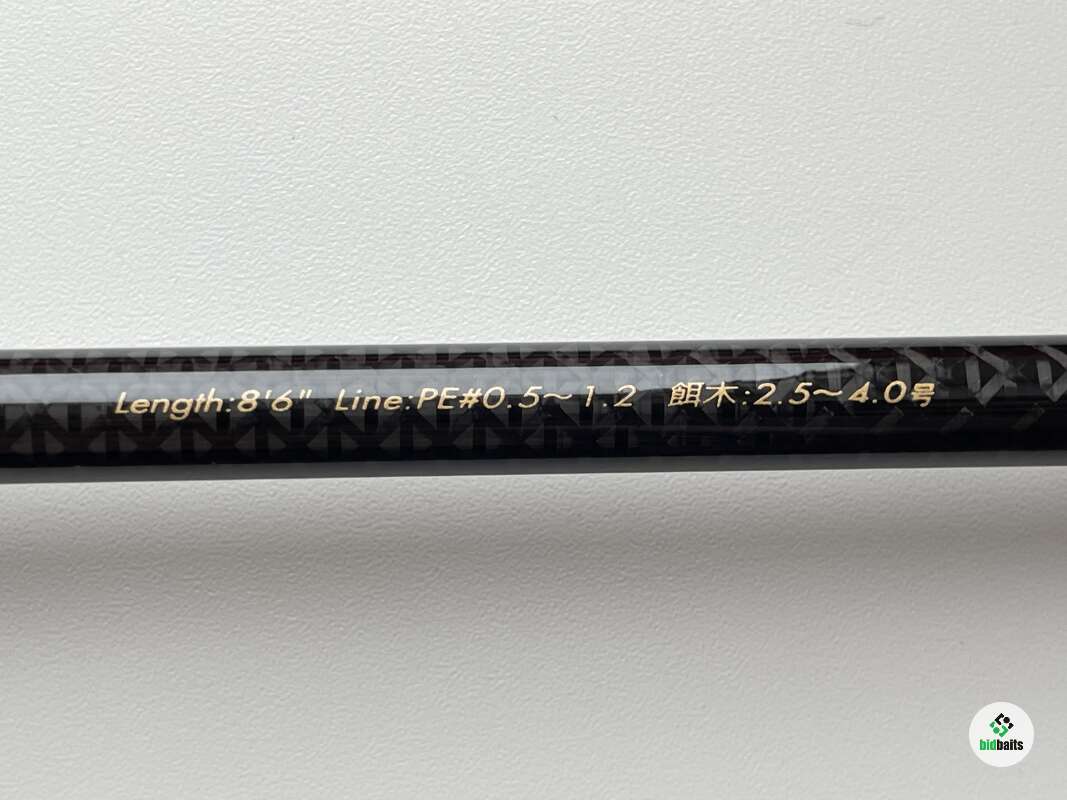 Length:8'6" Line:PE#0.5〜1.2 餌木:2.5〜4.0号
bidbaits